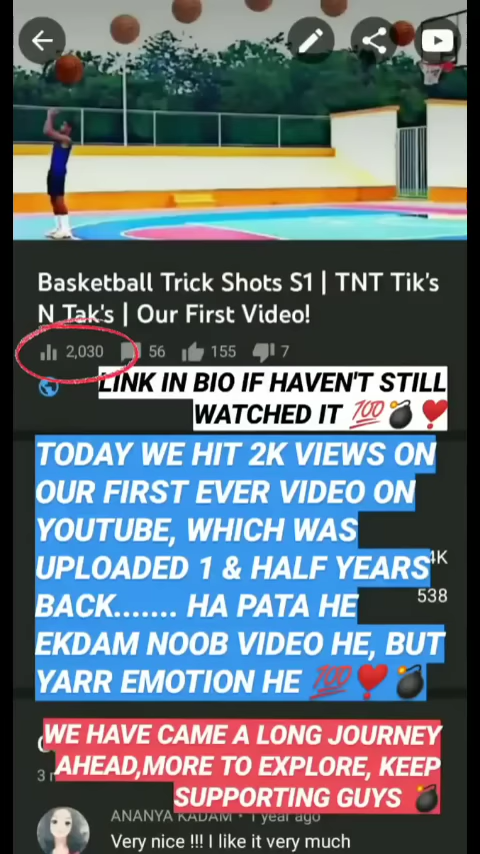 Basketball Trick Shots S1 | TNT Tik's
N Tak's | Our First Video!
2,030 56 155 7
LINK IN BIO IF HAVEN'T STILL
WATCHED IT 💯💣❣️
TODAY WE HIT 2K VIEWS ON
OUR FIRST EVER VIDEO ON
YOUTUBE, WHICH WAS
UPLOADED 1 & HALF YEARS
4K
BACK....... HA PATA HE
538
EKDAM NOOB VIDEO HE, BUT
YARR EMOTION HE 💯❣️💣
WE HAVE CAME A LONG JOURNEY
AHEAD,MORE TO EXPLORE, KEEP
SUPPORTING GUYS 💣
ANANYA KADAM • 1 year ago
Very nice !!! I like it very much